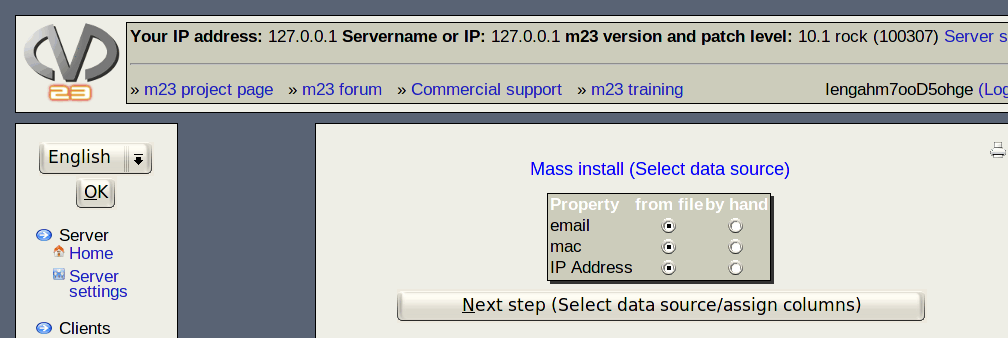 Your IP address: 127.0.0.1 Servername or IP: 127.0.0.1 m23 version and patch level: 10.1 rock (100307) Server s
23
» m23 project page » m23 forum » Commercial support » m23 training Iengahm7ooD5ohge (Log
English
OK
Server
Home
Server
settings
Clients
Mass install (Select data source)
Property from file by hand
email
mac
IP Address
Next step (Select data source/assign columns)